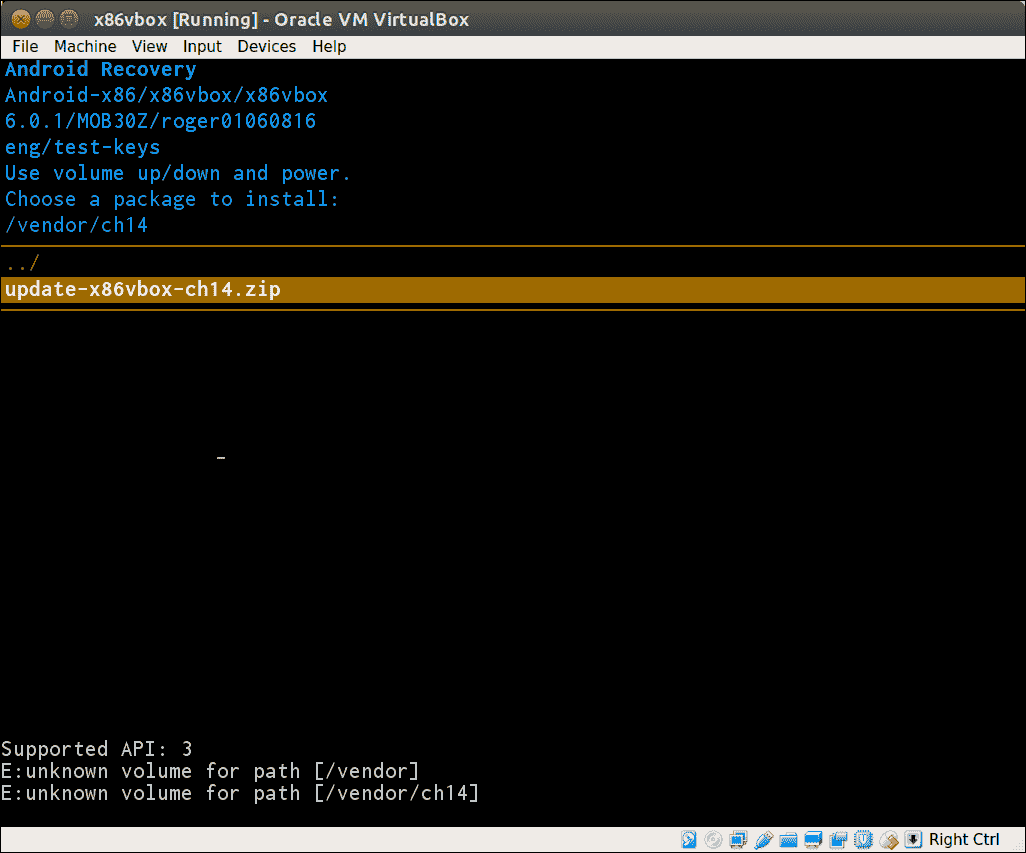 x86vbox [Running] - Oracle VM VirtualBox
File Machine View Input Devices Help
Android Recovery
Android-x86/x86vbox/x86vbox
6.0.1/MOB30Z/roger01060816
eng/test-keys
Use volume up/down and power.
Choose a package to install:
/vendor/ch14
../
update-x86vbox-ch14.zip
Supported API: 3
E:unknown volume for path [/vendor]
E:unknown volume for path [/vendor/ch14]
Right Ctrl